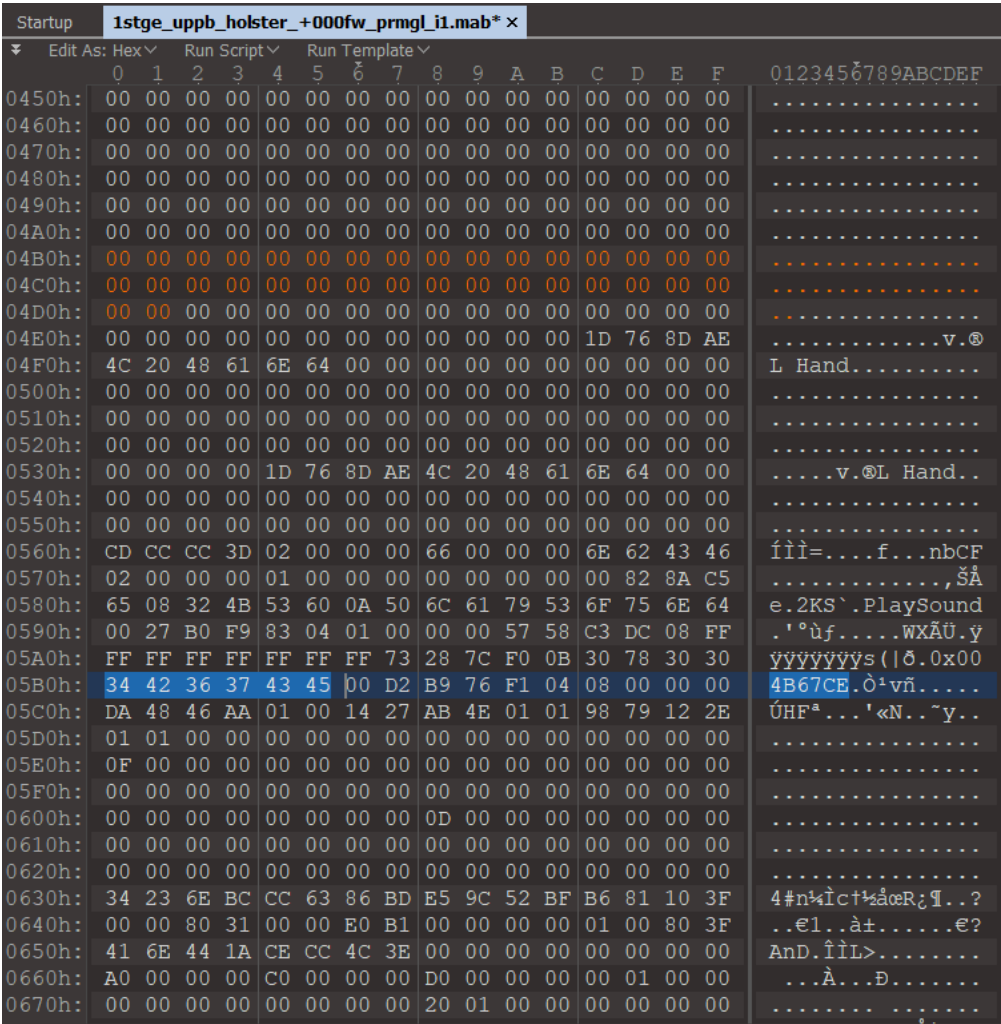 Startup 1stge_uppb_holster_+000fw_prmgl_i1.mab* ×
Edit As: Hex Run Script Run Template
0 1 2 3 4 5 6 7 8 9 A B C D E F 0123456789ABCDEF
0450h: 00 00 00 00 00 00 00 00 00 00 00 00 00 00 00 00 ................
0460h: 00 00 00 00 00 00 00 00 00 00 00 00 00 00 00 00 ................
0470h: 00 00 00 00 00 00 00 00 00 00 00 00 00 00 00 00 ................
0480h: 00 00 00 00 00 00 00 00 00 00 00 00 00 00 00 00 ................
0490h: 00 00 00 00 00 00 00 00 00 00 00 00 00 00 00 00 ................
04A0h: 00 00 00 00 00 00 00 00 00 00 00 00 00 00 00 00 ................
04B0h: 00 00 00 00 00 00 00 00 00 00 00 00 00 00 00 00 ................
04C0h: 00 00 00 00 00 00 00 00 00 00 00 00 00 00 00 00 ................
04D0h: 00 00 00 00 00 00 00 00 00 00 00 00 00 00 00 00 ................
04E0h: 00 00 00 00 00 00 00 00 00 00 00 00 1D 76 8D AE .............v.®
04F0h: 4C 20 48 61 6E 64 00 00 00 00 00 00 00 00 00 00 L Hand..........
0500h: 00 00 00 00 00 00 00 00 00 00 00 00 00 00 00 00 ................
0510h: 00 00 00 00 00 00 00 00 00 00 00 00 00 00 00 00 ................
0520h: 00 00 00 00 00 00 00 00 00 00 00 00 00 00 00 00 ................
0530h: 00 00 00 00 1D 76 8D AE 4C 20 48 61 6E 64 00 00 .....v.®L Hand..
0540h: 00 00 00 00 00 00 00 00 00 00 00 00 00 00 00 00 ................
0550h: 00 00 00 00 00 00 00 00 00 00 00 00 00 00 00 00 ................
0560h: CD CC CC 3D 02 00 00 00 66 00 00 00 6E 62 43 46 ÍÌÌ=....f...nbCF
0570h: 02 00 00 00 01 00 00 00 00 00 00 00 00 82 8A C5 .............‚ŠÅ
0580h: 65 08 32 4B 53 60 0A 50 6C 61 79 53 6F 75 6E 64 e.2KS`.PlaySound
0590h: 00 27 B0 F9 83 04 01 00 00 00 57 58 C3 DC 08 FF .'°ùƒ.....WXÃÜ.ÿ
05A0h: FF FF FF FF FF FF FF 73 28 7C F0 0B 30 78 30 30 ÿÿÿÿÿÿÿs(|ð.0x00
05B0h: 34 42 36 37 43 45 00 D2 B9 76 F1 04 08 00 00 00 4B67CE.Ò¹vñ.....
05C0h: DA 48 46 AA 01 00 14 27 AB 4E 01 01 98 79 12 2E ÚHFª...'«N..˜y..
05D0h: 01 01 00 00 00 00 00 00 00 00 00 00 00 00 00 00 ................
05E0h: 0F 00 00 00 00 00 00 00 00 00 00 00 00 00 00 00 ................
05F0h: 00 00 00 00 00 00 00 00 00 00 00 00 00 00 00 00 ................
0600h: 00 00 00 00 00 00 00 00 0D 00 00 00 00 00 00 00 ................
0610h: 00 00 00 00 00 00 00 00 00 00 00 00 00 00 00 00 ................
0620h: 00 00 00 00 00 00 00 00 00 00 00 00 00 00 00 00 ................
0630h: 34 23 6E BC CC 63 86 BD E5 9C 52 BF B6 81 10 3F 4#n¼Ìc†½åœR¿¶..?
0640h: 00 00 80 31 00 00 E0 B1 00 00 00 00 01 00 80 3F ..€1..à±......€?
0650h: 41 6E 44 1A CE CC 4C 3E 00 00 00 00 00 00 00 00 AnD.ÎÌL>........
0660h: A0 00 00 00 C0 00 00 00 D0 00 00 00 00 01 00 00 ...À...Ð.......
0670h: 00 00 00 00 00 00 00 00 20 01 00 00 00 00 00 00 ........ .......